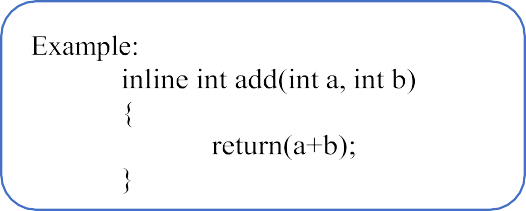 Example:
inline int add(int a, int b)
{
return(a+b);
}